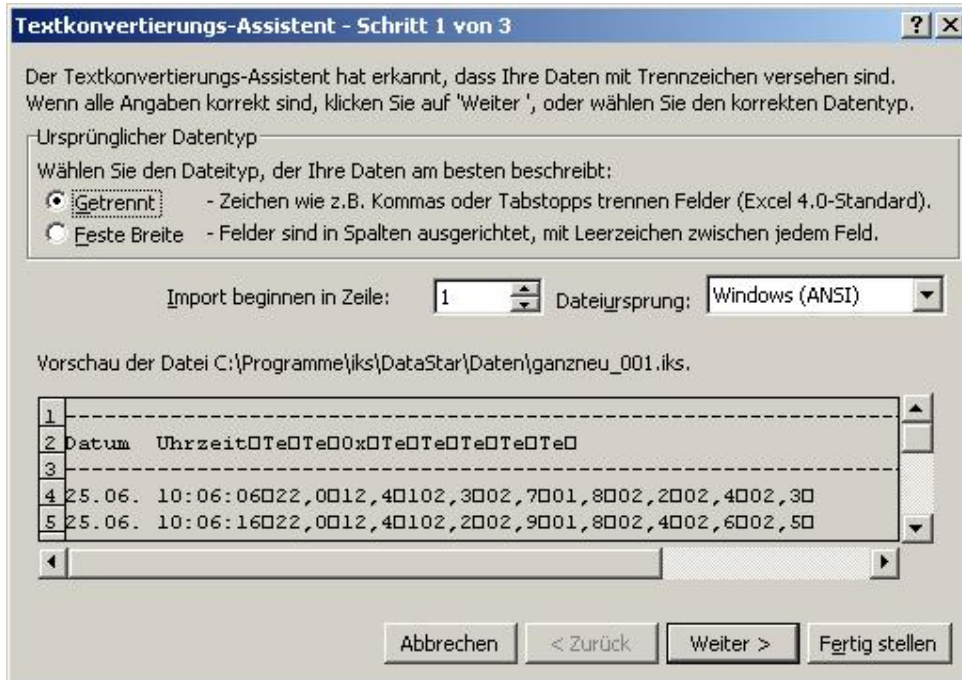 Textkonvertierungs-Assistent - Schritt 1 von 3
Der Textkonvertierungs-Assistent hat erkannt, dass Ihre Daten mit Trennzeichen versehen sind.
Wenn alle Angaben korrekt sind, klicken Sie auf 'Weiter ', oder wählen Sie den korrekten Datentyp.
Ursprünglicher Datentyp
Wählen Sie den Dateityp, der Ihre Daten am besten beschreibt:
Getrennt - Zeichen wie z.B. Kommas oder Tabstopps trennen Felder (Excel 4.0-Standard).
Feste Breite - Felder sind in Spalten ausgerichtet, mit Leerzeichen zwischen jedem Feld.
Import beginnen in Zeile: 1 Dateiursprung: Windows (ANSI)
Vorschau der Datei C:\Programme\iks\DataStar\Daten\ganzneu_001.iks.
1 ------------------------------------------------------------------------
2 Datum Uhrzeit□Te□Te□Ox□Te□Te□Te□Te□Te□
3 ------------------------------------------------------------------------
4 25.06. 10:06:06□22,0□12,4□102,3□02,7□01,8□02,2□02,4□02,3□
5 25.06. 10:06:16□22,0□12,4□102,2□02,9□01,8□02,4□02,6□02,5□
Abbrechen < Zurück Weiter > Fertig stellen